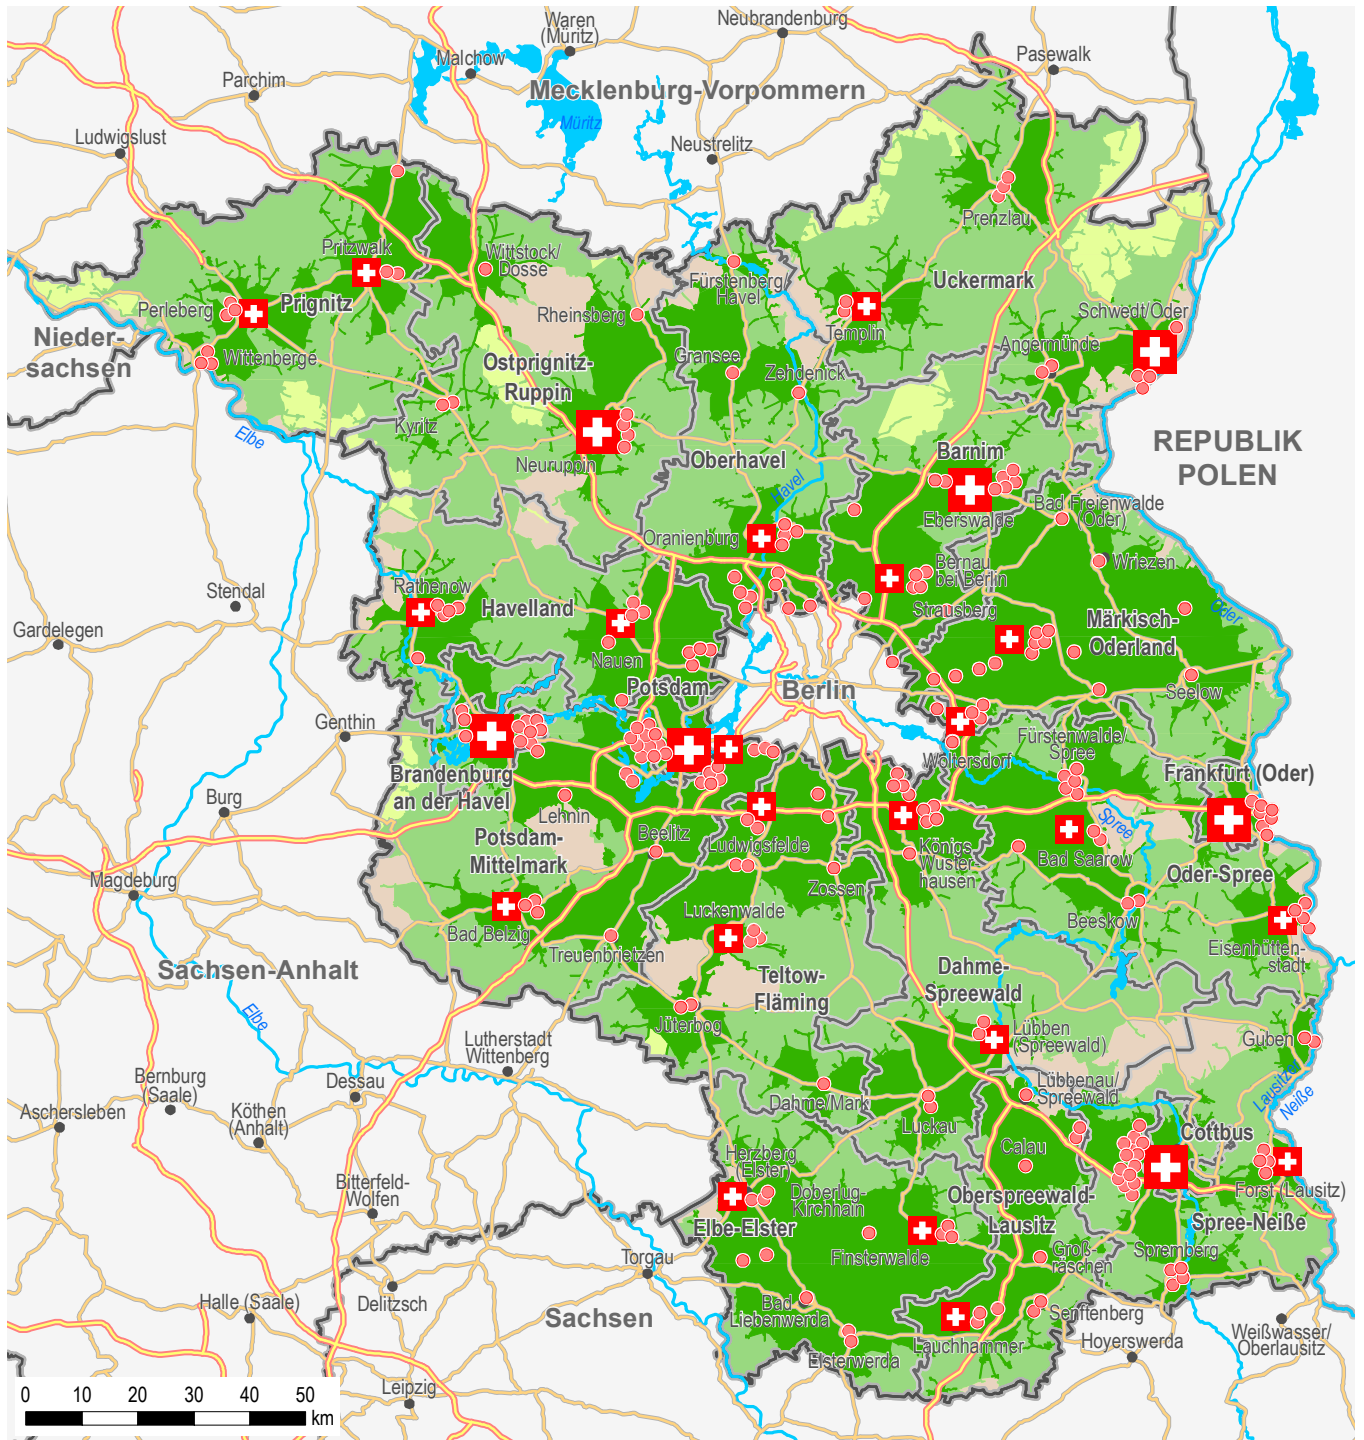 Waren
(Müritz)
Neubrandenburg
Malchow
Pasewalk
Parchim
Mecklenburg-Vorpommern
Müritz
Ludwigslust
Neustrelitz
Prenzlau
Pritzwalk
Wittstock/
Dosse
Fürstenberg/
Havel
Uckermark
Perleberg
Prignitz
Rheinsberg
Templin
Schwedt/Oder
Nieder-
sachsen
Wittenberge
Ostprignitz-
Ruppin
Gransee
Zehdenick
Angermünde
Kyritz
Elbe
Neuruppin
Oberhavel
Barnim
REPUBLIK
POLEN
Havel
Eberswalde
Bad Freienwalde
(Oder)
Oranienburg
Bernau
bei Berlin
Wriezen
Stendal
Rathenow
Havelland
Strausberg
Märkisch-
Oderland
Oder
Gardelegen
Nauen
Potsdam
Berlin
Seelow
Genthin
Woltersdorf
Fürstenwalde/
Spree
Brandenburg
an der Havel
Frankfurt (Oder)
Burg
Lehnin
Spree
Potsdam-
Mittelmark
Beelitz
Ludwigsfelde
Königs
Wuster
hausen
Bad Saarow
Oder-Spree
Magdeburg
Zossen
Bad Belzig
Luckenwalde
Beeskow
Eisenhütten-
stadt
Treuenbrietzen
Sachsen-Anhalt
Teltow-
Fläming
Dahme-
Spreewald
Elbe
Jüterbog
Lübben
(Spreewald)
Guben
Lutherstadt
Wittenberg
Bernburg
(Saale)
Dessau
Lübbenau/
Spreewald
Lausitzer
Neiße
Aschersleben
Köthen
(Anhalt)
Dahme/Mark
Luckau
Cottbus
Herzberg
(Elster)
Calau
Bitterfeld-
Wolfen
Doberlug-
Kirchhain
Oberspreewald-
Lausitz
Forst (Lausitz)
Elbe-Elster
Spree-Neiße
Torgau
Finsterwalde
Groß-
räschen
Spremberg
Halle (Saale)
Delitzsch
Sachsen
Bad
Liebenwerda
Senftenberg
Lauchhammer
Hoyerswerda
Weißwasser/
Oberlausitz
Elsterwerda
Leipzig
0 10 20 30 40 50
km